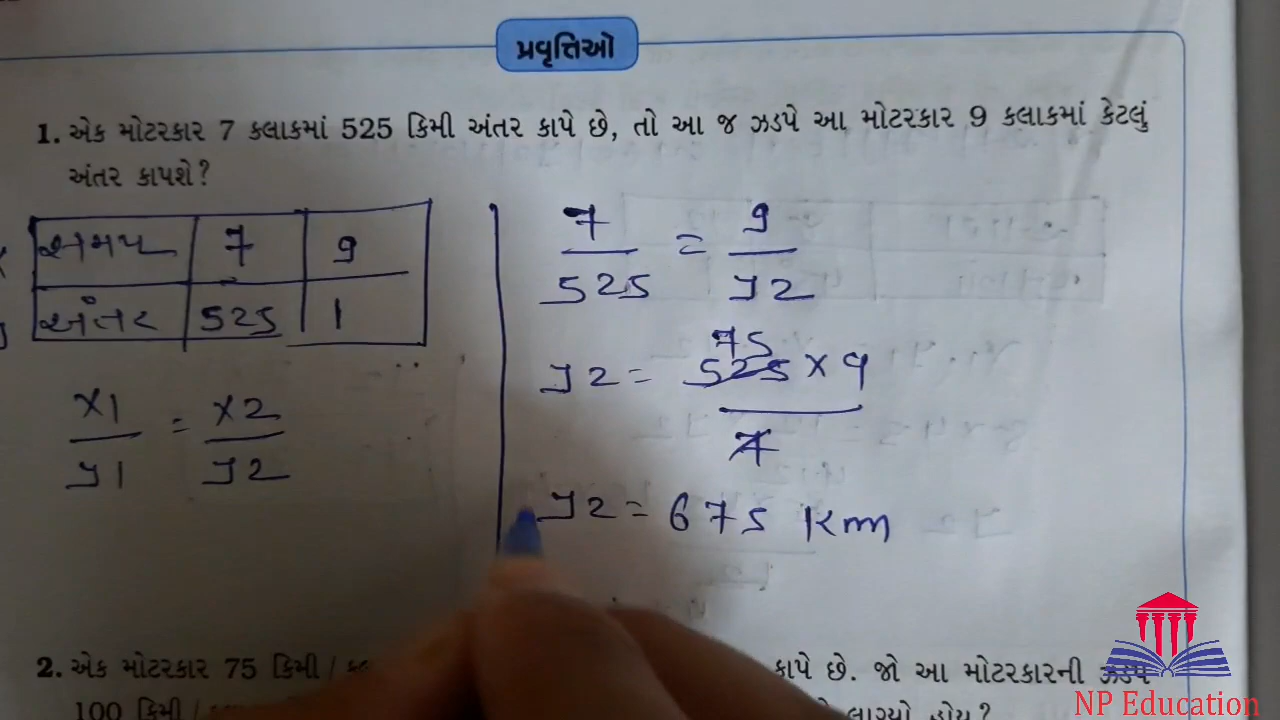 પ્રવૃત્તિઓ
1. એક મોટરકાર 7 કલાકમાં 525 કિમી અંતર કાપે છે, તો આ જ ઝડપે આ મોટરકાર 9 કલાકમાં કેટલું
અંતર કાપશે?
સમય 7 9
અંતર 525 1
x1 = x2
y1 y2
7 = 9
525 y2
75
y2 = 525 x 9
7
y2 = 675 Km
2. એક મોટરકાર 75 કિમી / કાપે છે. જો આ મોટરકારની ઝડપ
100 કિમી / લાગ્યો હોય?
NP Education